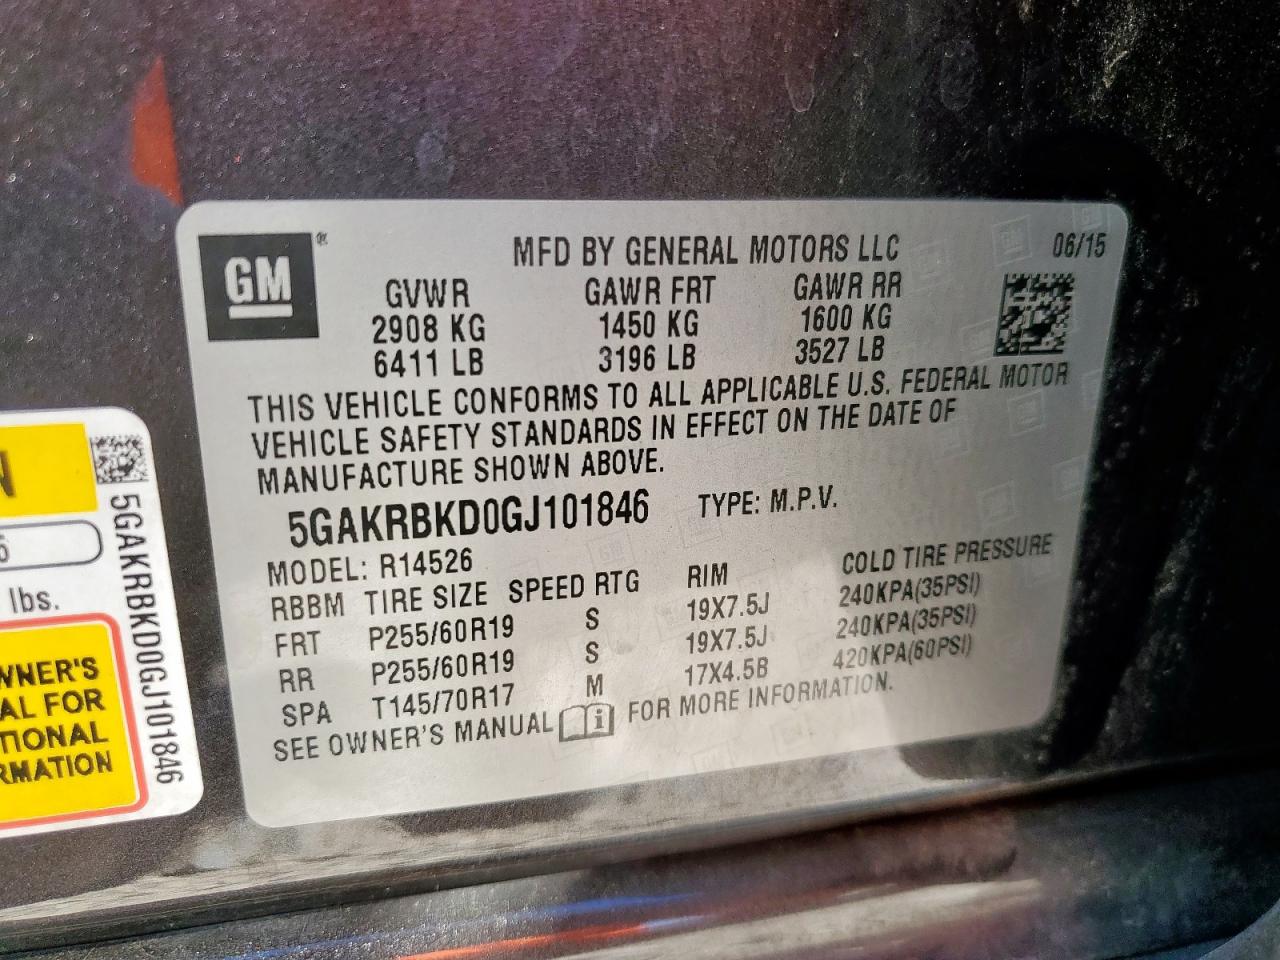 GM ®
MFD BY GENERAL MOTORS LLC 06/15
GVWR GAWR FRT GAWR RR
2908 KG 1450 KG 1600 KG
6411 LB 3196 LB 3527 LB
THIS VEHICLE CONFORMS TO ALL APPLICABLE U.S. FEDERAL MOTOR
VEHICLE SAFETY STANDARDS IN EFFECT ON THE DATE OF
MANUFACTURE SHOWN ABOVE.
5GAKRBKD0GJ101846 TYPE: M.P.V.
MODEL: R14526
RBBM TIRE SIZE SPEED RTG RIM COLD TIRE PRESSURE
FRT P255/60R19 S 19X7.5J 240KPA(35PSI)
RR P255/60R19 S 19X7.5J 240KPA(35PSI)
SPA T145/70R17 M 17X4.5B 420KPA(60PSI)
SEE OWNER'S MANUAL i FOR MORE INFORMATION.
lbs.
WNER'S
AL FOR
TIONAL
RMATION
5GAKRBKD0GJ101846